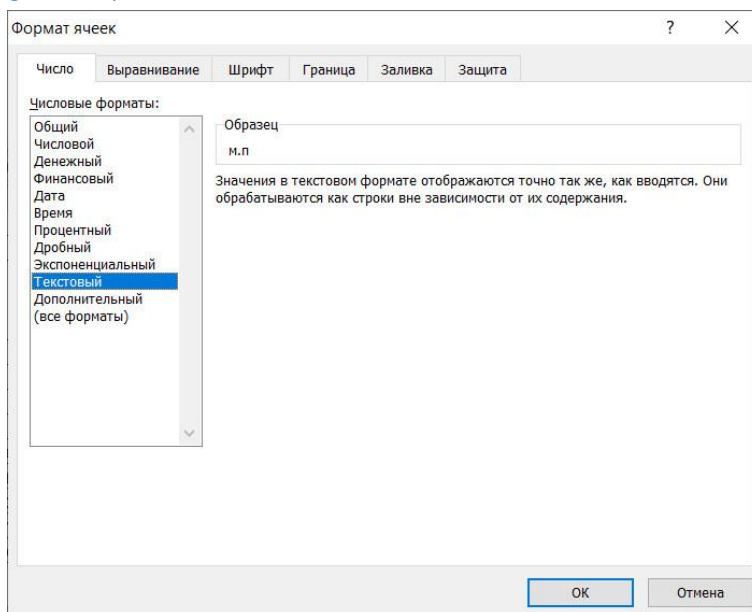 Формат ячеек
?
Число Выравнивание Шрифт Граница Заливка Защита
Числовые форматы:
Общий
Числовой
Денежный
Финансовый
Дата
Время
Процентный
Дробный
Экспоненциальный
Текстовый
Дополнительный
(все форматы)
Образец
м.п
Значения в текстовом формате отображаются точно так же, как вводятся. Они
обрабатываются как строки вне зависимости от их содержания.
ОК Отмена